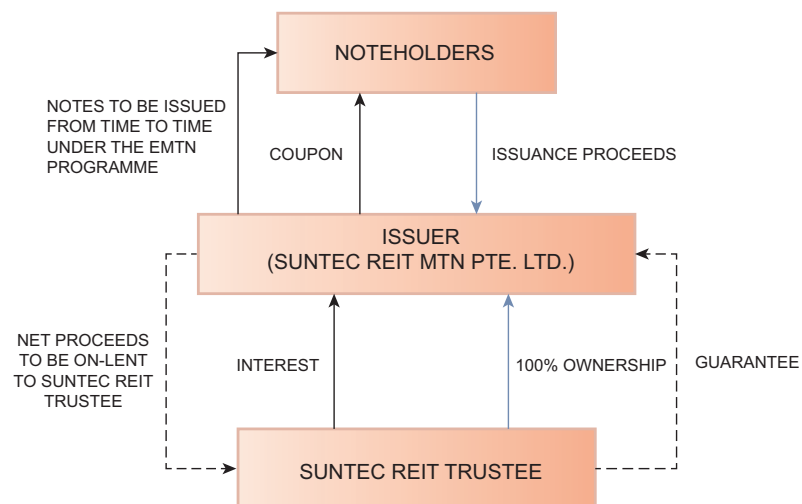 NOTEHOLDERS
NOTES TO BE ISSUED
FROM TIME TO TIME
UNDER THE EMTN
PROGRAMME
COUPON
ISSUANCE PROCEEDS
ISSUER
(SUNTEC REIT MTN PTE. LTD.)
NET PROCEEDS
TO BE ON-LENT
TO SUNTEC REIT
TRUSTEE
INTEREST
100% OWNERSHIP
GUARANTEE
SUNTEC REIT TRUSTEE